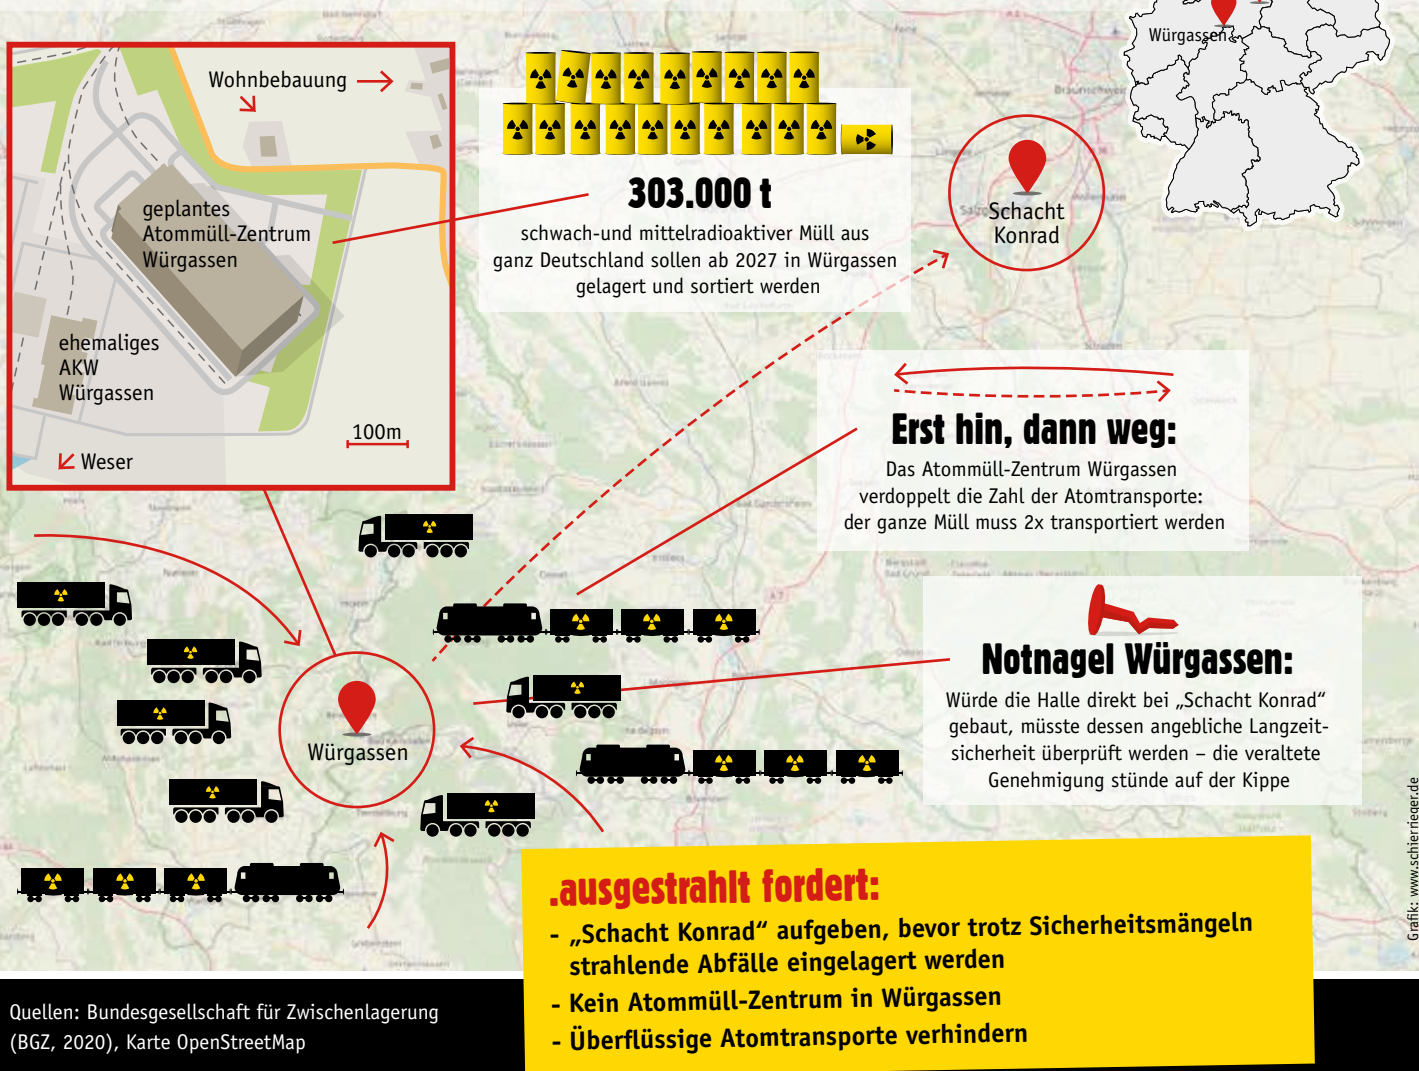 Würgassen
Wohnbebauung
geplantes
Atommüll-Zentrum
Würgassen
ehemaliges
AKW
Würgassen
100m
Weser
303.000 t
schwach-und mittelradioaktiver Müll aus
ganz Deutschland sollen ab 2027 in Würgassen
gelagert und sortiert werden
Braunschweig
Schacht
Konrad
Erst hin, dann weg:
Das Atommüll-Zentrum Würgassen
verdoppelt die Zahl der Atomtransporte:
der ganze Müll muss 2x transportiert werden
Notnagel Würgassen:
Würde die Halle direkt bei „Schacht Konrad“
gebaut, müsste dessen angebliche Langzeit-
sicherheit überprüft werden – die veraltete
Genehmigung stünde auf der Kippe
Würgassen
.ausgestrahlt fordert:
- „Schacht Konrad“ aufgeben, bevor trotz Sicherheitsmängeln
strahlende Abfälle eingelagert werden
- Kein Atommüll-Zentrum in Würgassen
- Überflüssige Atomtransporte verhindern
Quellen: Bundesgesellschaft für Zwischenlagerung
(BGZ, 2020), Karte OpenStreetMap
Grafik: www.schierrieger.de